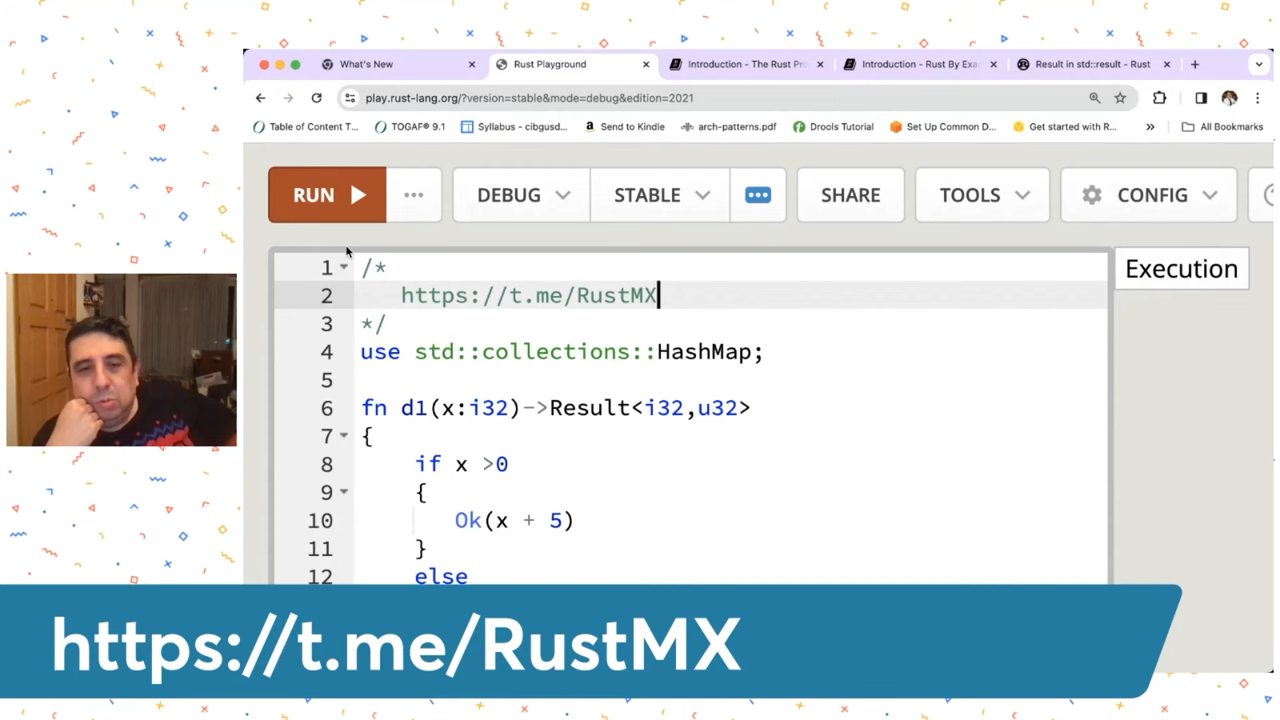 What's New
Rust Playground
Introduction - The Rust Pr
Introduction - Rust By Exam
Result in std::result - Rust
play.rust-lang.org/?version=stable&mode=debug&edition=2021
Table of Content T...
TOGAF® 9.1
Syllabus - cibgusd...
Send to Kindle
arch-patterns.pdf
Drools Tutorial
Set Up Common D...
Get started with R...
»
All Bookmarks
RUN
...
DEBUG
STABLE
...
SHARE
TOOLS
CONFIG
Execution
1 /*
2 https://t.me/RustMX
3 */
4 use std::collections::HashMap;
5
6 fn d1(x:i32)->Result<i32,u32>
7 {
8 if x >0
9 {
10 Ok(x + 5)
11 }
12 else
https://t.me/RustMX